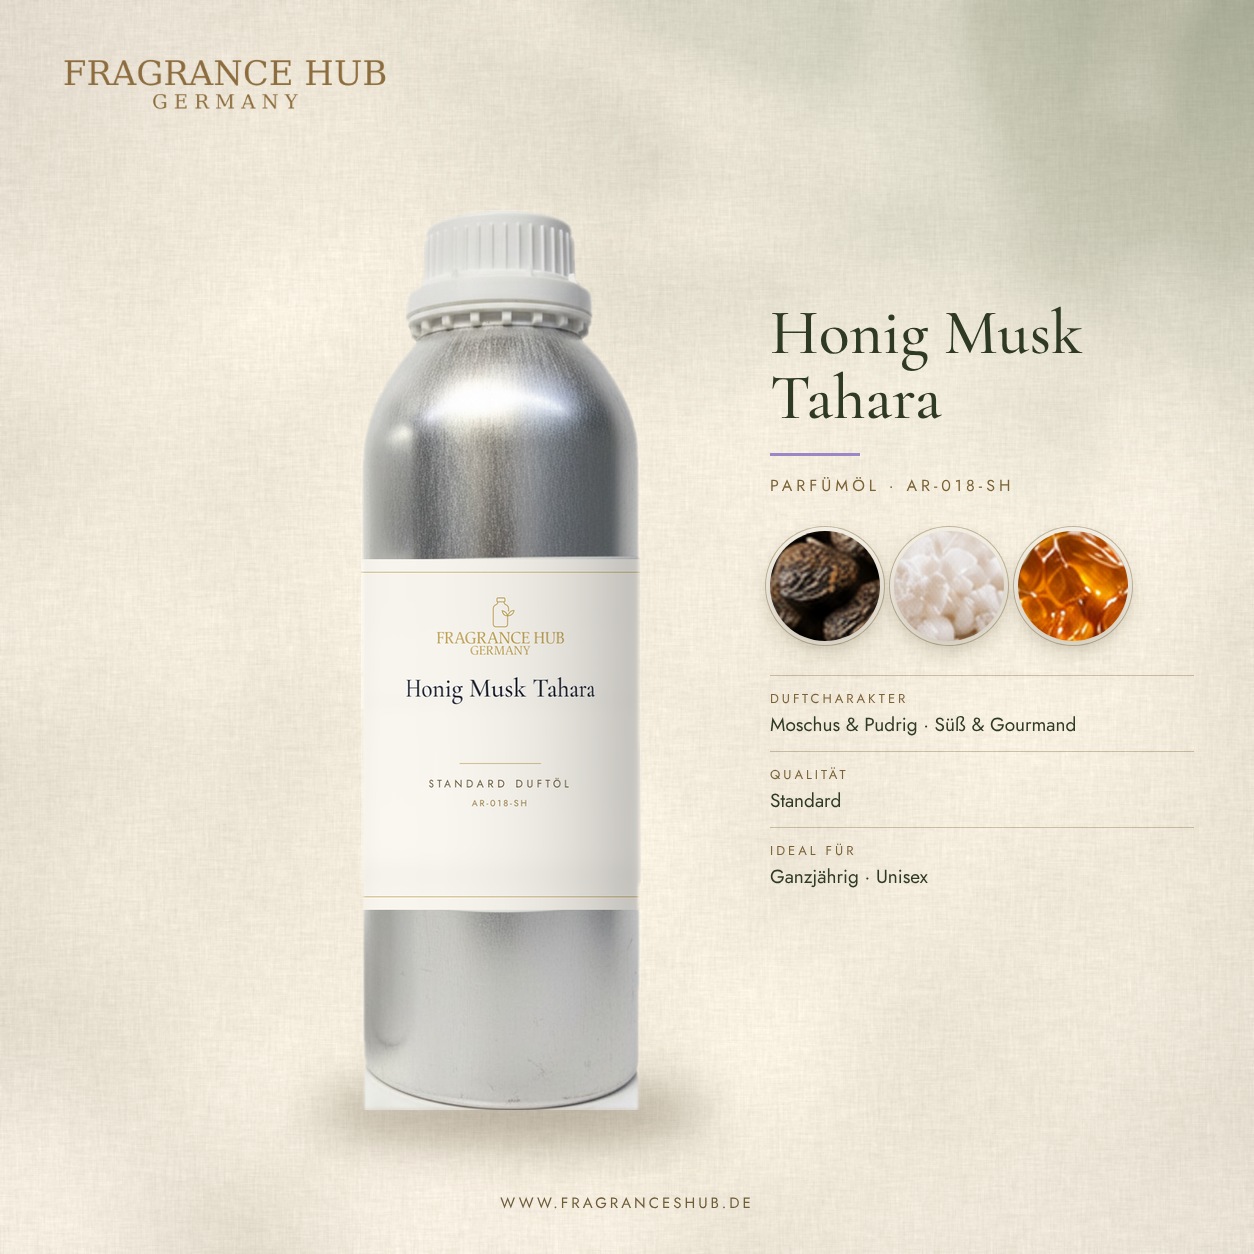 FRAGRANCE HUB
GERMANY
FRAGRANCE HUB
GERMANY
Honig Musk Tahara
STANDARD DUFTÖL
AR-018-SH
Honig Musk
Tahara
PARFÜMÖL · AR-018-SH
DUFTCHARAKTER
Moschus & Pudrig · Süß & Gourmand
QUALITÄT
Standard
IDEAL FÜR
Ganzjährig · Unisex
WWW.FRAGRANCESHUB.DE